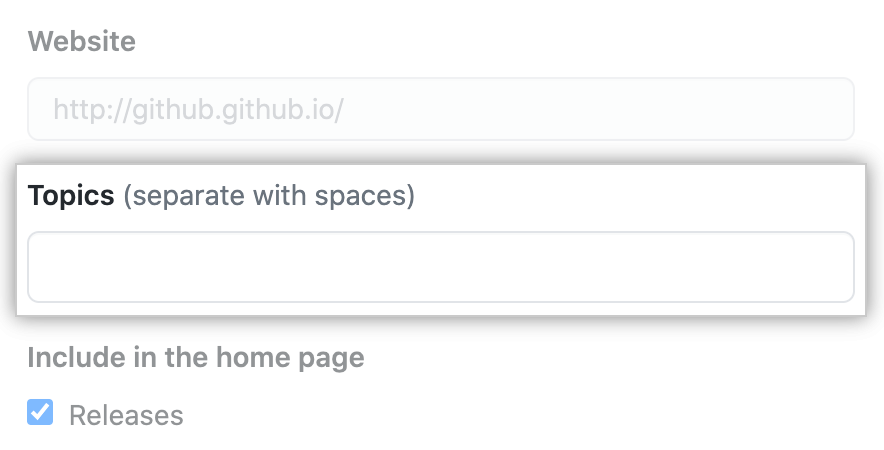 Website
http://github.github.io/
Topics (separate with spaces)
Include in the home page
Releases